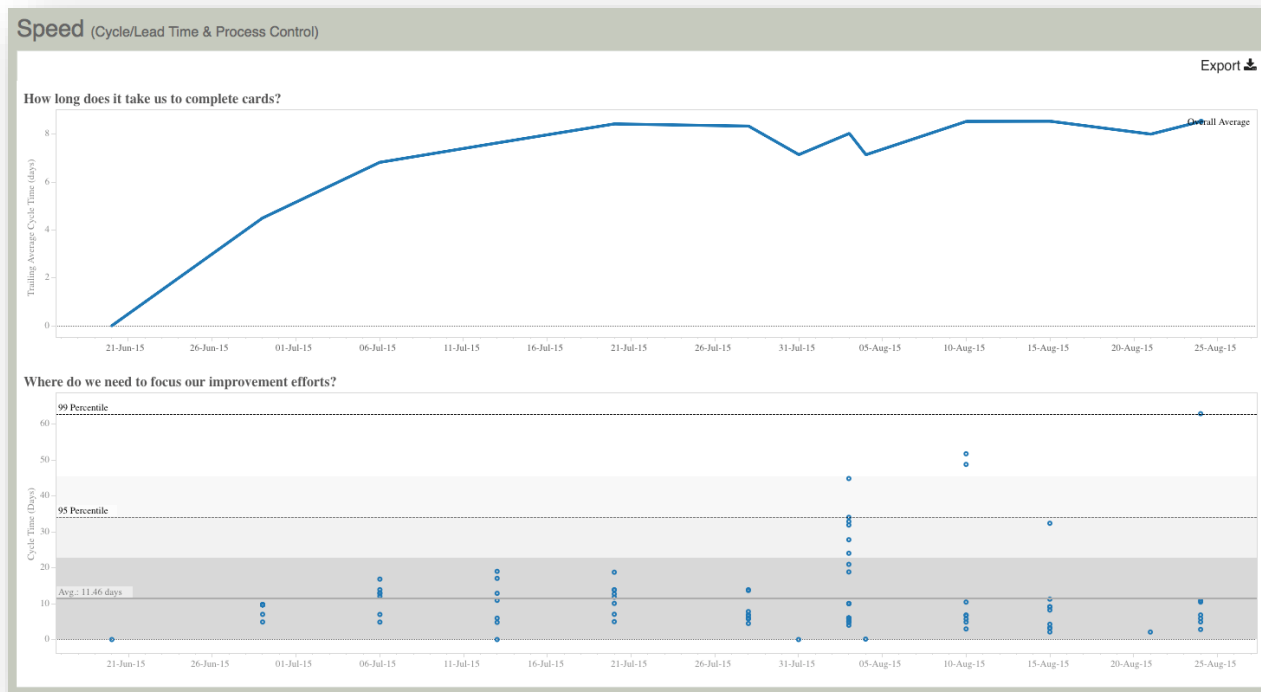 Speed (Cycle/Lead Time & Process Control)
Export
How long does it take us to complete cards?
Trailing Average Cycle Time (days)
8
6
4
2
0
Overall Average
21-Jun-15 26-Jun-15 01-Jul-15 06-Jul-15 11-Jul-15 16-Jul-15 21-Jul-15 26-Jul-15 31-Jul-15 05-Aug-15 10-Aug-15 15-Aug-15 20-Aug-15 25-Aug-15
Where do we need to focus our improvement efforts?
Cycle Time (Days)
99 Percentile
60
50
40
95 Percentile
30
20
Avg.: 11.46 days
10
0
21-Jun-15 26-Jun-15 01-Jul-15 06-Jul-15 11-Jul-15 16-Jul-15 21-Jul-15 26-Jul-15 31-Jul-15 05-Aug-15 10-Aug-15 15-Aug-15 20-Aug-15 25-Aug-15